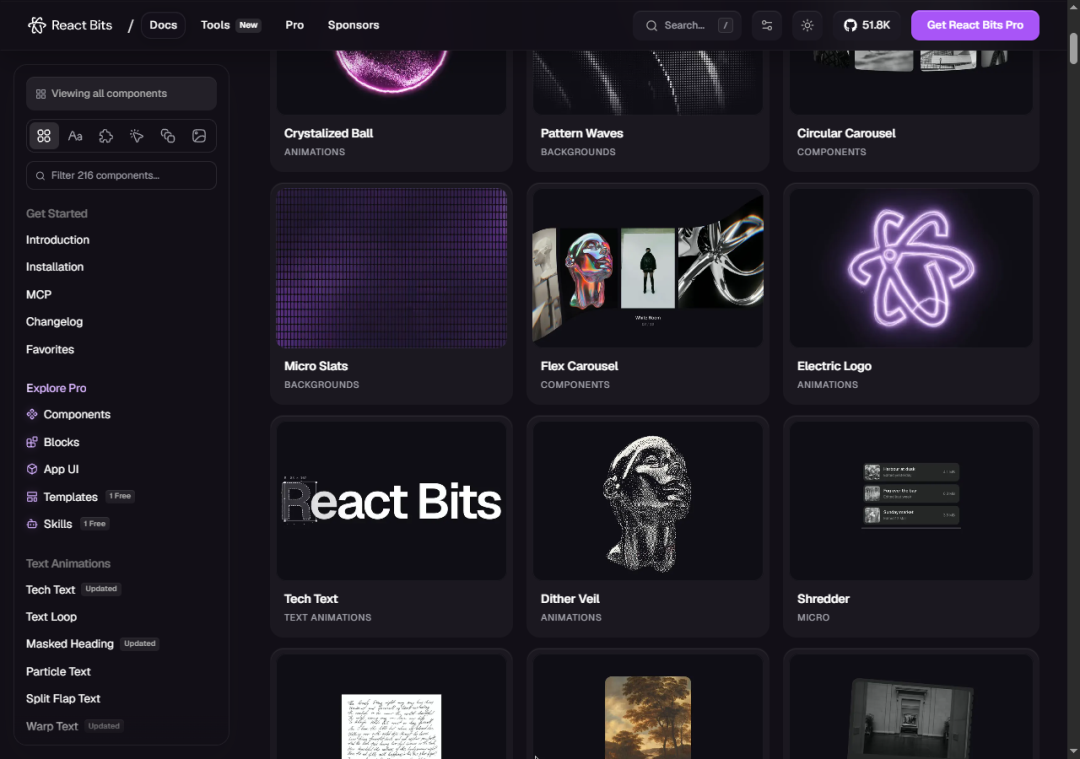 React Bits / Docs Tools New Pro Sponsors Search... / 51.8K Get React Bits Pro
Viewing all components
Aa
Filter 216 components...
Get Started
Introduction
Installation
MCP
Changelog
Favorites
Explore Pro
Components
Blocks
App UI
Templates 1 Free
Skills 1 Free
Text Animations
Tech Text Updated
Text Loop
Masked Heading Updated
Particle Text
Split Flap Text
Warp Text Updated
Crystalized Ball
ANIMATIONS
Pattern Waves
BACKGROUNDS
Circular Carousel
COMPONENTS
Micro Slats
BACKGROUNDS
White Room
Flex Carousel
COMPONENTS
Electric Logo
ANIMATIONS
React Bits
Tech Text
TEXT ANIMATIONS
Dither Veil
ANIMATIONS
Shredder
MICRO